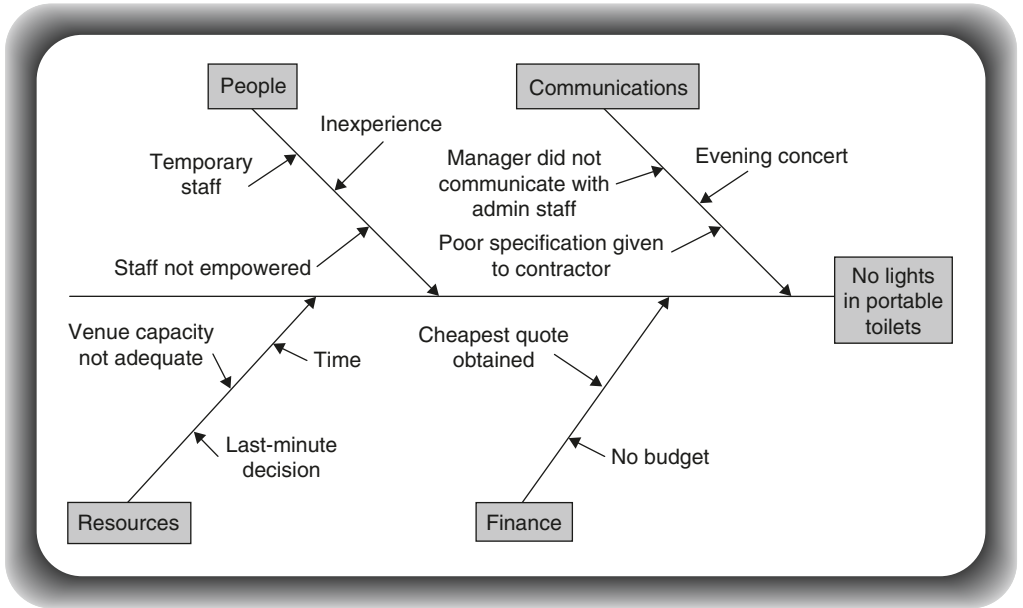 People
Communications
Inexperience
Temporary
staff
Manager did not
communicate with
admin staff
Evening concert
Staff not empowered
Poor specification given
to contractor
No lights
in portable
toilets
Venue capacity
not adequate
Time
Cheapest quote
obtained
Last-minute
decision
No budget
Resources
Finance